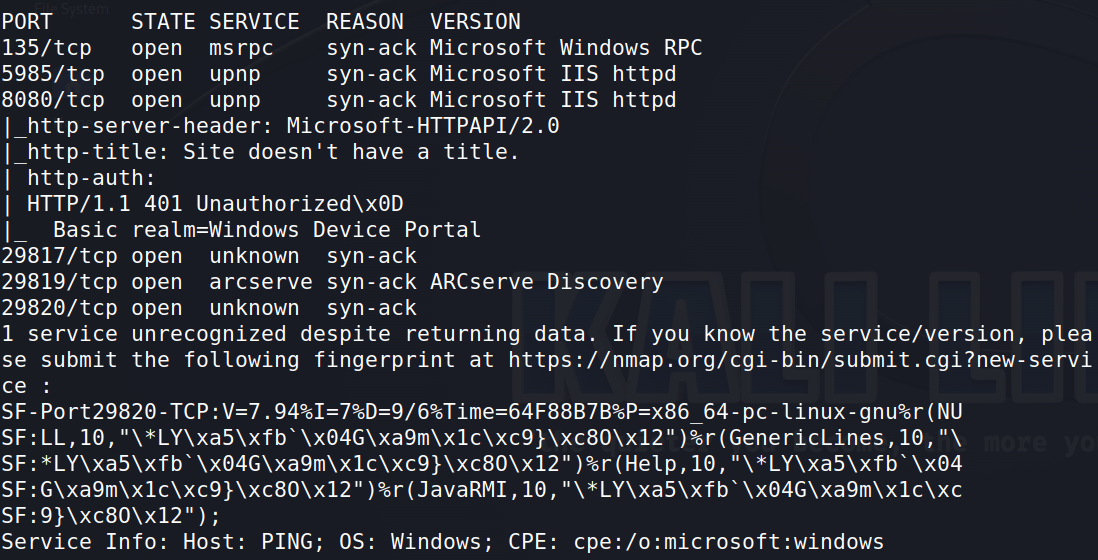 File System
PORT      STATE SERVICE  REASON  VERSION
135/tcp   open  msrpc    syn-ack Microsoft Windows RPC
5985/tcp  open  upnp     syn-ack Microsoft IIS httpd
8080/tcp  open  upnp     syn-ack Microsoft IIS httpd
|_http-server-header: Microsoft-HTTPAPI/2.0
|_http-title: Site doesn't have a title.
| http-auth:
| HTTP/1.1 401 Unauthorized\x0D
|_  Basic realm=Windows Device Portal
29817/tcp open  unknown  syn-ack
29819/tcp open  arcserve syn-ack ARCserve Discovery
29820/tcp open  unknown  syn-ack
KALI
1 service unrecognized despite returning data. If you know the service/version, plea
se submit the following fingerprint at https://nmap.org/cgi-bin/submit.cgi?new-servi
ce :
SF-Port29820-TCP:V=7.94%I=7%D=9/6%Time=64F88B7B%P=x86_64-pc-linux-gnu%r(NU
SF:LL,10,"\*LY\xa5\xfb`\x04G\xa9m\x1c\xc9}\xc8O\x12")%r(GenericLines,10,"\
SF:*LY\xa5\xfb`\x04G\xa9m\x1c\xc9}\xc8O\x12")%r(Help,10,"\*LY\xa5\xfb`\x04
SF:G\xa9m\x1c\xc9}\xc8O\x12")%r(JavaRMI,10,"\*LY\xa5\xfb`\x04G\xa9m\x1c\xc
SF:9}\xc8O\x12");
Service Info: Host: PING; OS: Windows; CPE: cpe:/o:microsoft:windows